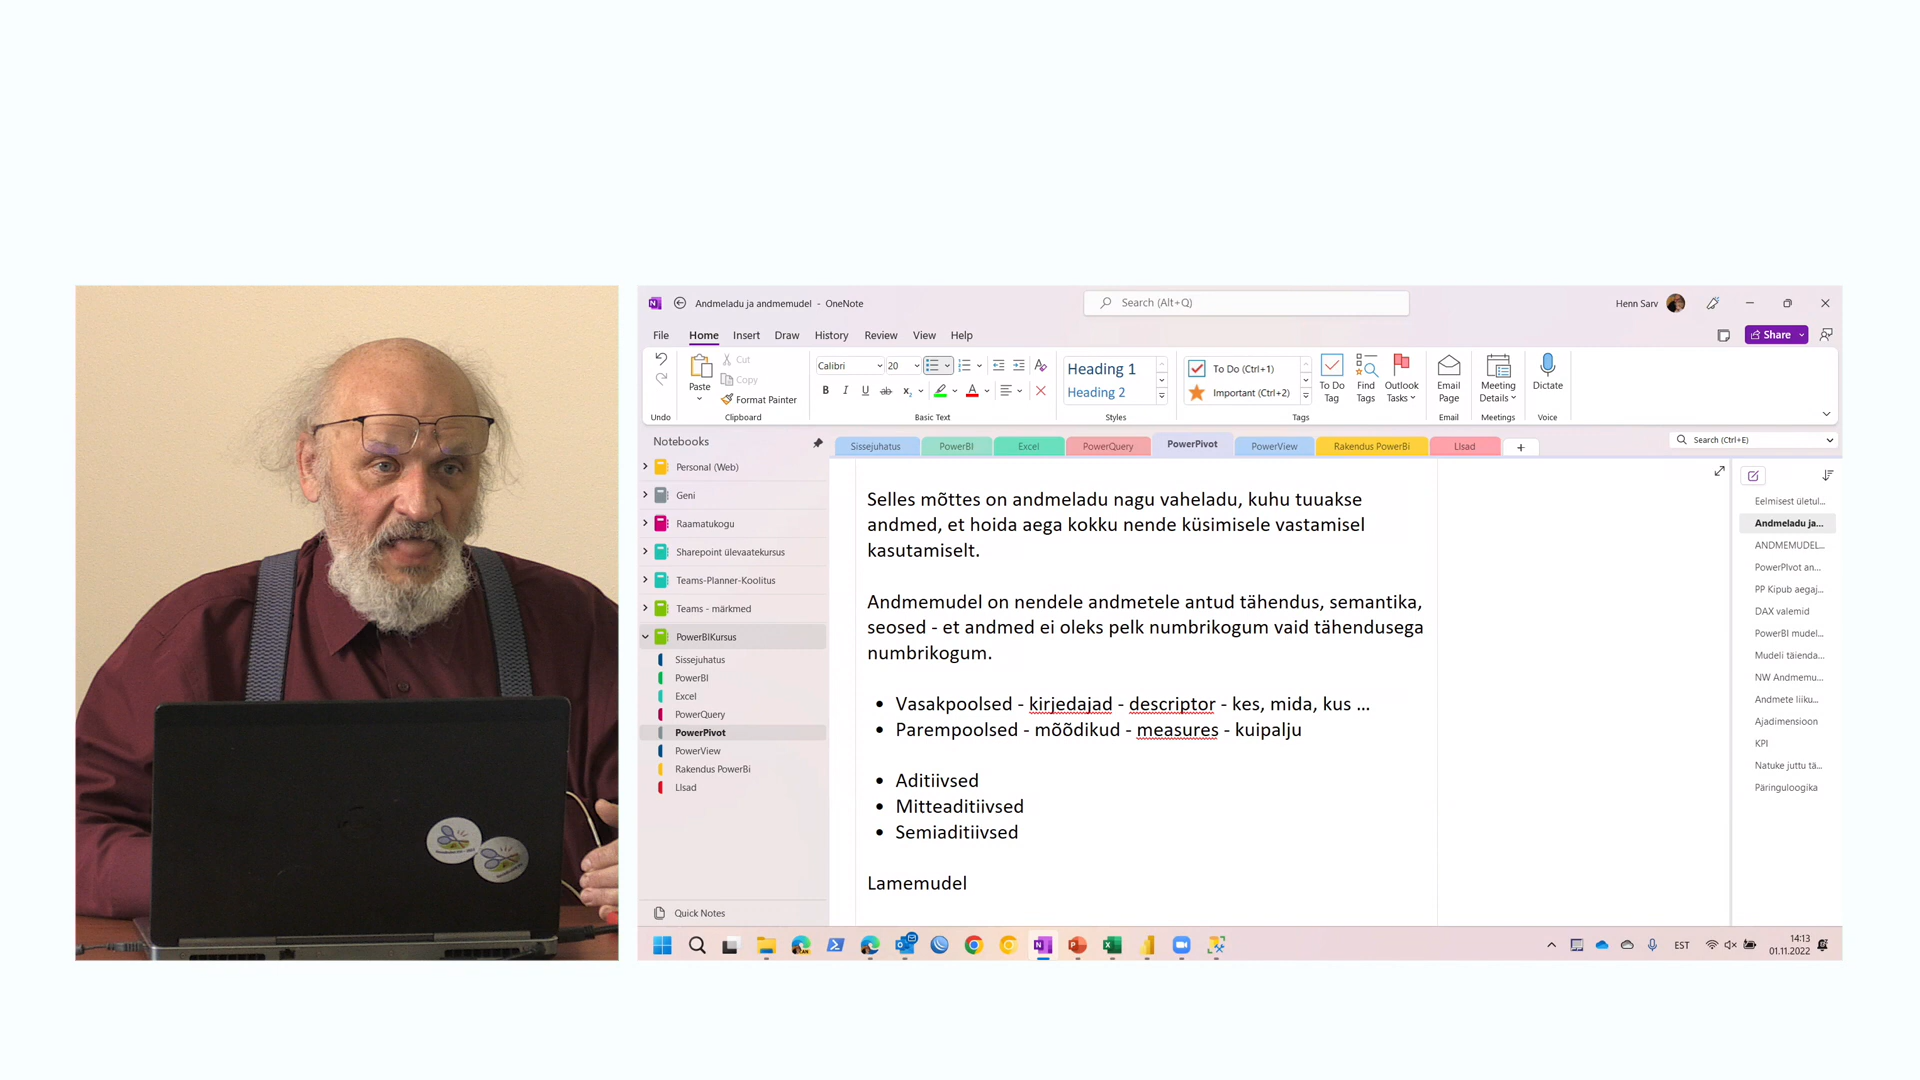 Andmeladu ja andmemudel - OneNote
Search (Alt+Q)
Henn Sarv
File Home Insert Draw History Review View Help
Share
Paste
Cut
Copy
Format Painter
Calibri 20
Heading 1
Heading 2
To Do (Ctrl+1)
Important (Ctrl+2)
To Do Tag
Find Tags
Outlook Tasks
Email Page
Meeting Details
Dictate
Undo Clipboard Basic Text Styles Tags Email Meetings Voice
Notebooks
Sissejuhatus PowerBI Excel PowerQuery PowerPivot PowerView Rakendus PowerBi LIsad +
Search (Ctrl+E)
Personal (Web)
Geni
Raamatukogu
Sharepoint ülevaatekursus
Teams-Planner-Koolitus
Teams - märkmed
PowerBIKursus
Sissejuhatus
PowerBI
Excel
PowerQuery
PowerPivot
PowerView
Rakendus PowerBi
LIsad
Quick Notes
Selles mõttes on andmeladu nagu vaheladu, kuhu tuuakse
andmed, et hoida aega kokku nende küsimisele vastamisel
kasutamiselt.
Andmemudel on nendele andmetele antud tähendus, semantika,
seosed - et andmed ei oleks pelk numbrikogum vaid tähendusega
numbrikogum.
• Vasakpoolsed - kirjedajad - descriptor - kes, mida, kus ...
• Parempoolsed - mõõdikud - measures - kuipalju
• Aditiivsed
• Mitteaditiivsed
• Semiaditiivsed
Lamemudel
Eelmisest ületul...
Andmeladu ja...
ANDMEMUDEL...
PowerPIvot an...
PP Kipub aegaj...
DAX valemid
PowerBI mudel...
Mudeli täienda...
NW Andmemu...
Andmete liiku...
Ajadimensioon
KPI
Natuke juttu tä...
Päringuloogika
EST
14:13
01.11.2022